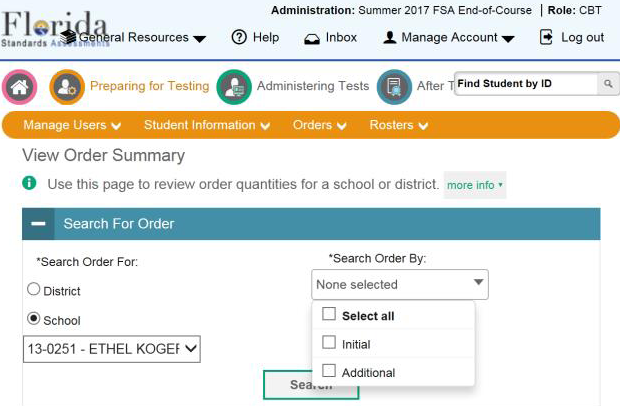 Administration: Summer 2017 FSA End-of-Course | Role: CBT
Florida
Standards Assessments
General Resources Help Inbox Manage Account Log out
Preparing for Testing Administering Tests After T Find Student by ID
Manage Users Student Information Orders Rosters
View Order Summary
Use this page to review order quantities for a school or district. more info
Search For Order
*Search Order For: *Search Order By:
District None selected
School Select all
13-0251 - ETHEL KOGER Initial
Search Additional